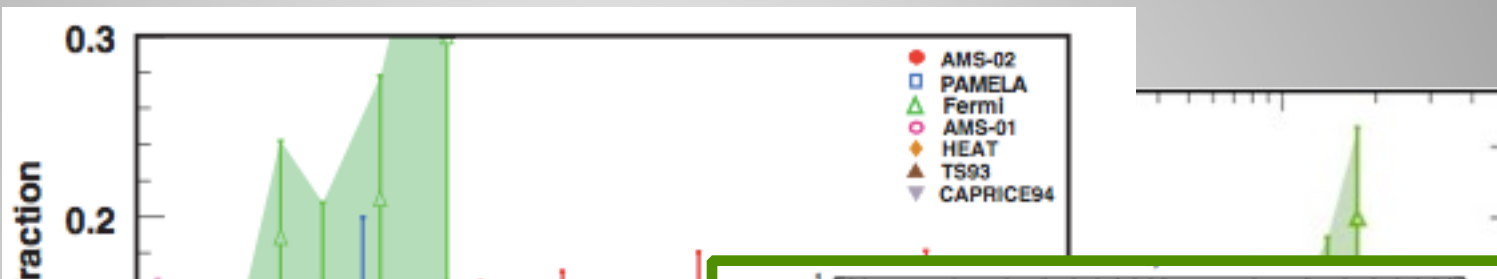 0.3
AMS-02
PAMELA
Fermi
AMS-01
HEAT
TS93
CAPRICE94
0.2
raction